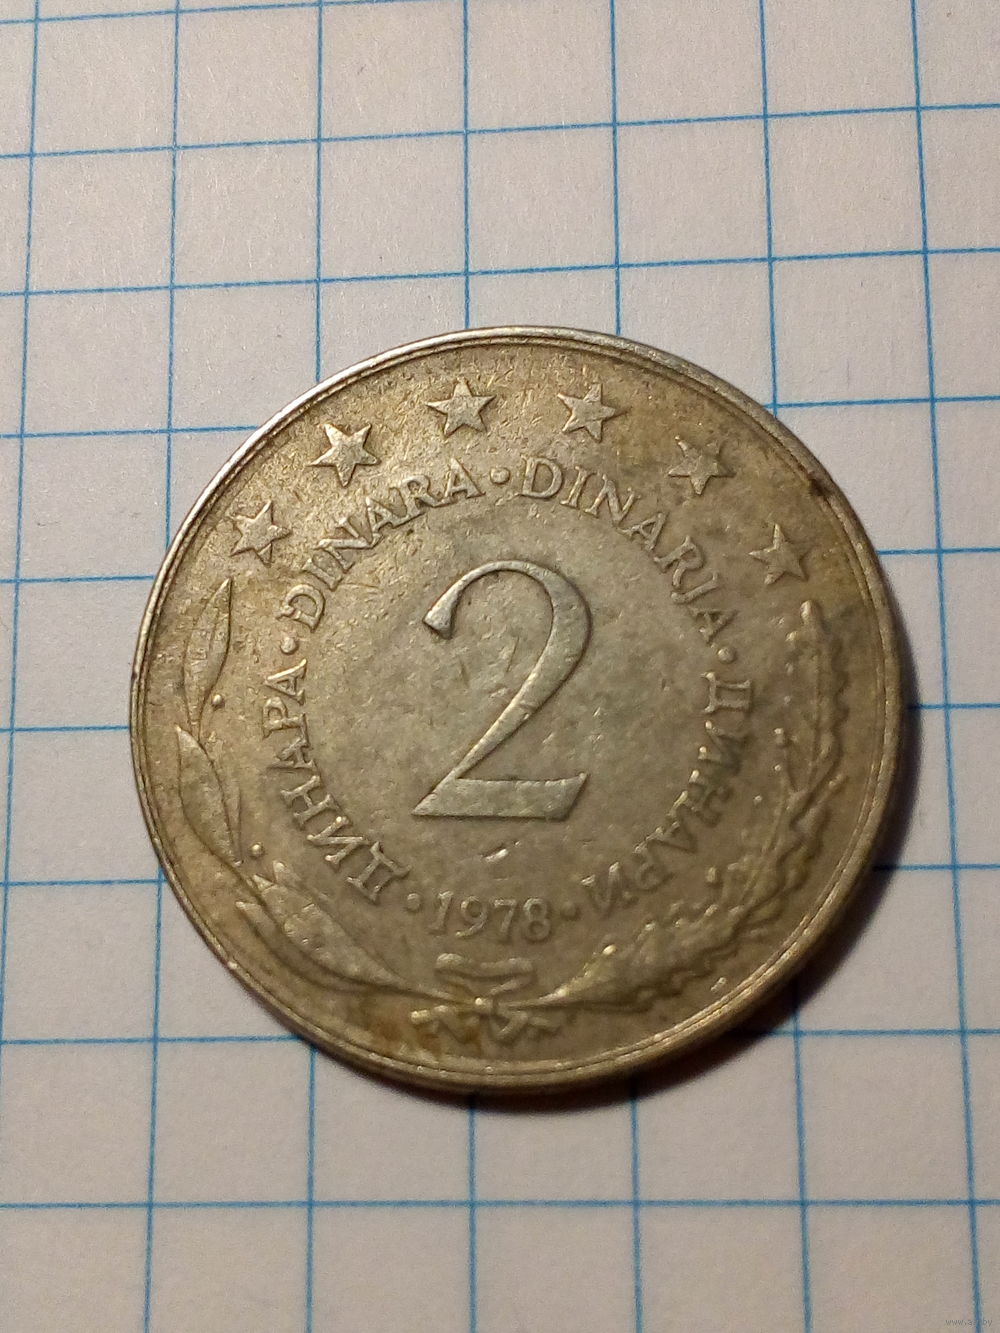 ДИНАРА · DINARA · DINARJA · ДИНАРИ
2
· 1978 ·